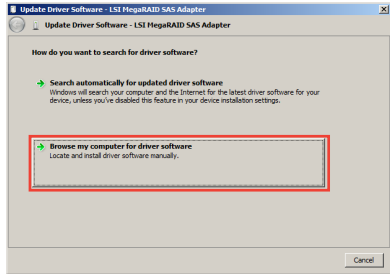 Update Driver Software - LSI MegaRAID SAS Adapter
Update Driver Software - LSI MegaRAID SAS Adapter
How do you want to search for driver software?
Search automatically for updated driver software
Windows will search your computer and the Internet for the latest driver software for your
device, unless you've disabled this feature in your device installation settings.
Browse my computer for driver software
Locate and install driver software manually.
Cancel